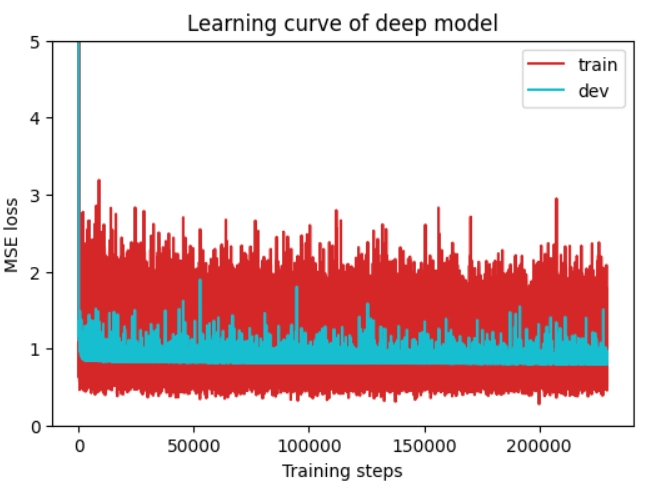 Learning curve of deep model
train
dev
5
4
3
2
1
0
MSE loss
0
50000
100000
150000
200000
Training steps